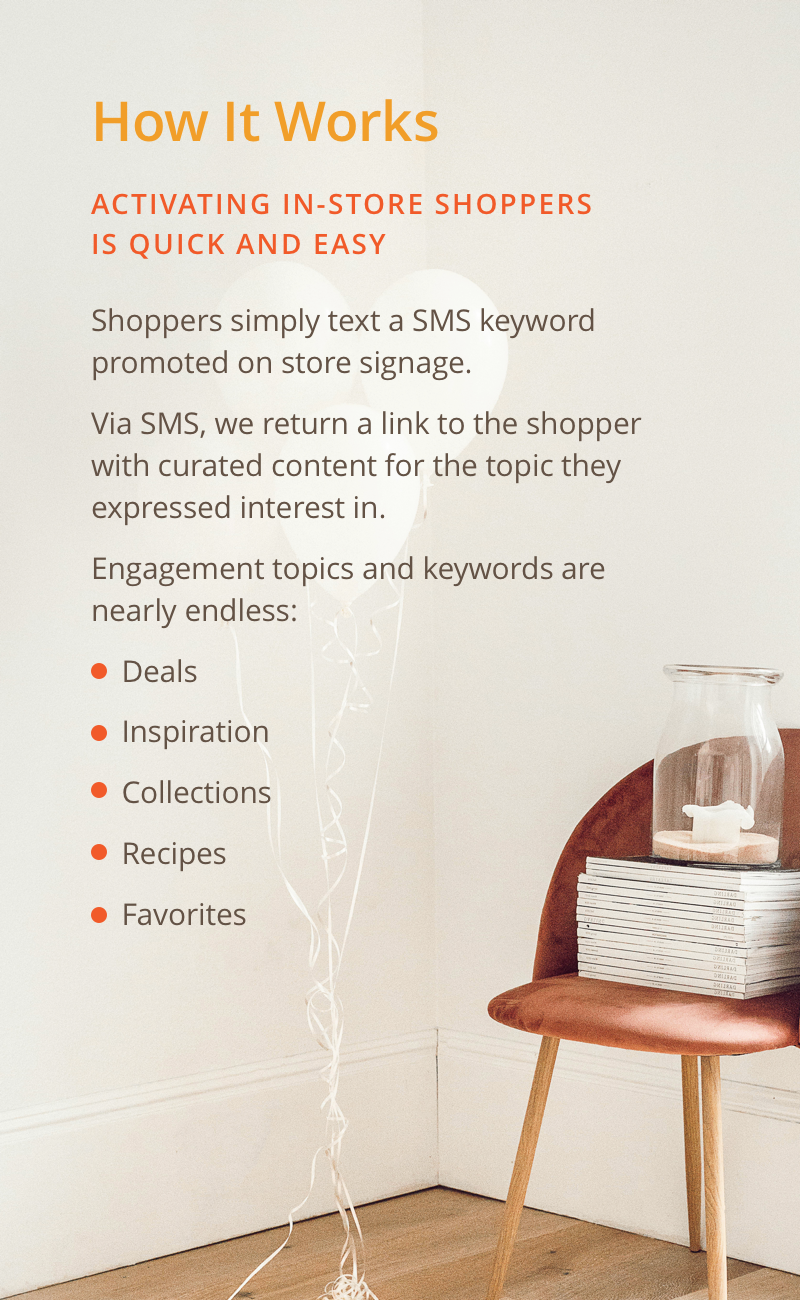 How It Works
ACTIVATING IN-STORE SHOPPERS
IS QUICK AND EASY
Shoppers simply text a SMS keyword
promoted on store signage.
Via SMS, we return a link to the shopper
with curated content for the topic they
expressed interest in.
Engagement topics and keywords are
nearly endless:
Deals
Inspiration
Collections
Recipes
Favorites